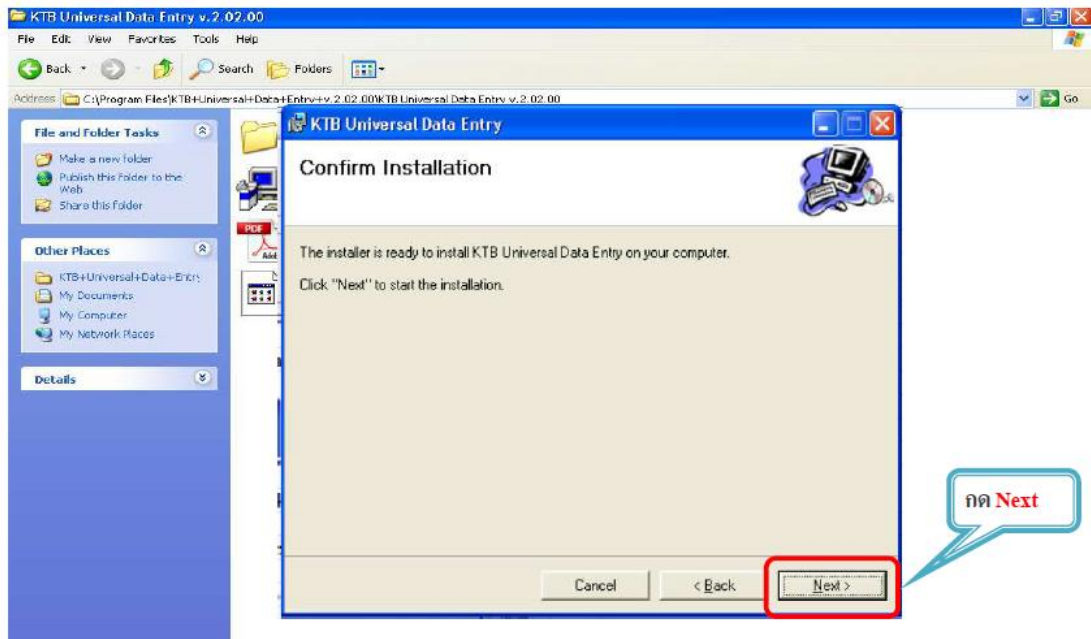 KTB Universal Data Entry v.2.02.00
File Edit View Favorites Tools Help
Back Search Folders
Address C:\Program Files\KTB+Universal+Data+Entry+v.2.02.00\KTB Universal Data Entry v.2.02.00 Go
File and Folder Tasks
Make a new folder
Publish this folder to the
Web
Share this folder
Other Places
KTB+Universal+Data+Entry
My Documents
My Computer
My Network Places
Details
PDF
KTB Universal Data Entry
Confirm Installation
The installer is ready to install KTB Universal Data Entry on your computer.
Click "Next" to start the installation.
Cancel < Back Next >
กด Next